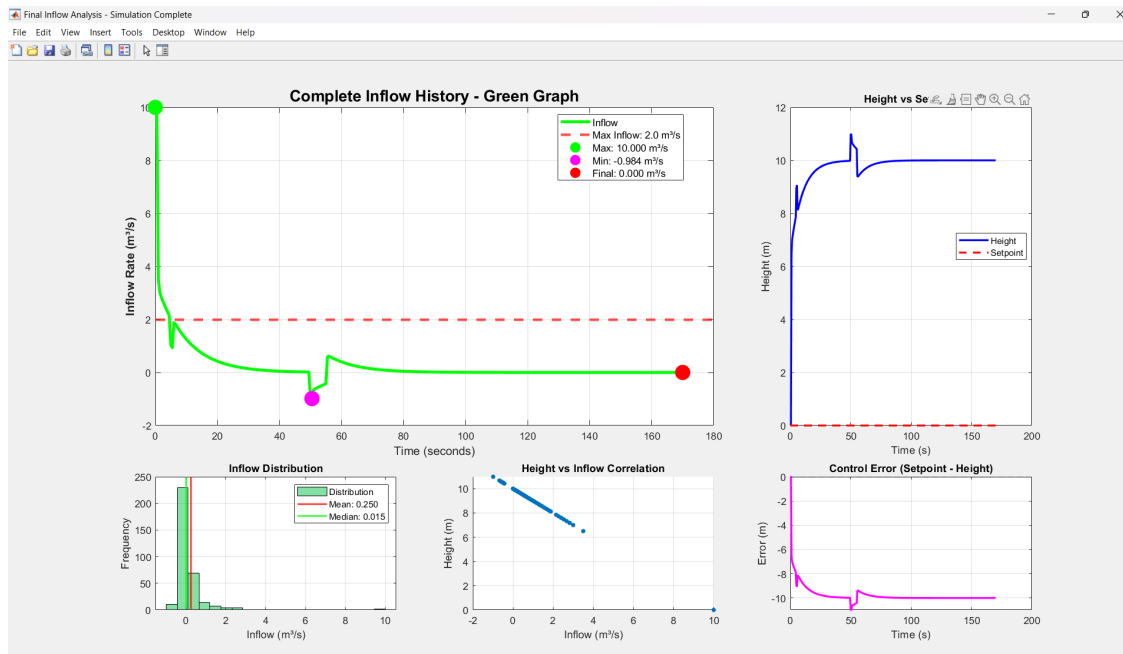 Final Inflow Analysis - Simulation Complete
File Edit View Insert Tools Desktop Window Help
Complete Inflow History - Green Graph
Inflow Rate (m³/s)
10
8
6
4
2
0
-2
0 20 40 60 80 100 120 140 160 180
Time (seconds)
Inflow
Max Inflow: 2.0 m³/s
Max: 10.000 m³/s
Min: -0.984 m³/s
Final: 0.000 m³/s
Height vs Se
Height (m)
12
10
8
6
4
2
0
0 50 100 150 200
Time (s)
Height
Setpoint
Inflow Distribution
Frequency
250
200
150
100
50
0
0 2 4 6 8 10
Inflow (m³/s)
Distribution
Mean: 0.250
Median: 0.015
Height vs Inflow Correlation
Height (m)
10
8
6
4
2
0
-2 0 2 4 6 8 10
Inflow (m³/s)
Control Error (Setpoint - Height)
Error (m)
0
-2
-4
-6
-8
-10
0 50 100 150 200
Time (s)